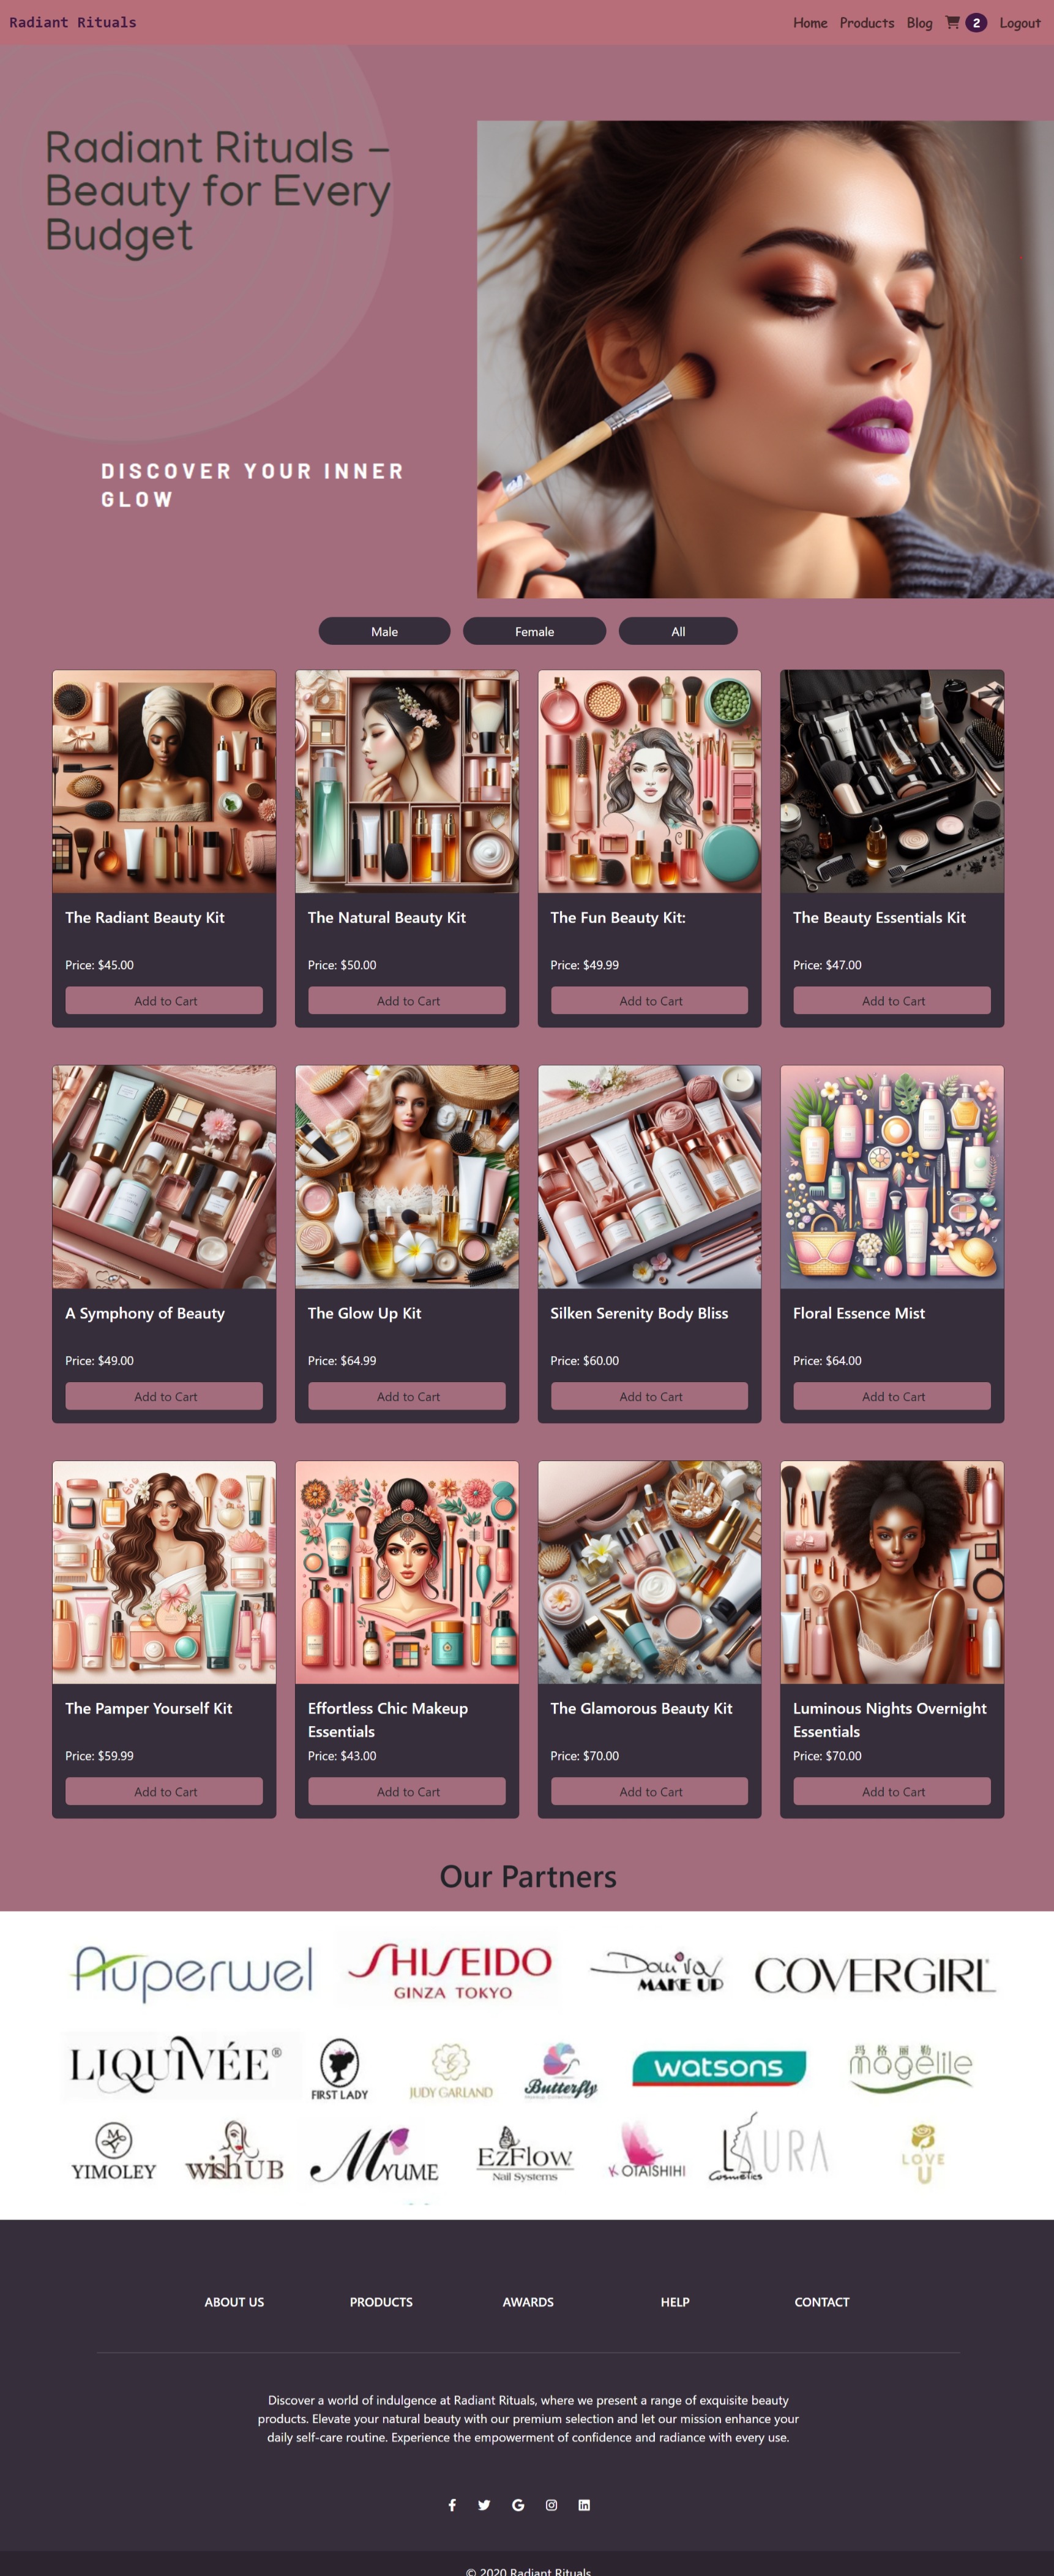 Radiant Rituals
Home Products Blog 2 Logout
Radiant Rituals –
Beauty for Every
Budget
DISCOVER YOUR INNER
GLOW
Male Female All
The Radiant Beauty Kit
Price: $45.00
Add to Cart
The Natural Beauty Kit
Price: $50.00
Add to Cart
The Fun Beauty Kit:
Price: $49.99
Add to Cart
The Beauty Essentials Kit
Price: $47.00
Add to Cart
A Symphony of Beauty
Price: $49.00
Add to Cart
The Glow Up Kit
Price: $64.99
Add to Cart
Silken Serenity Body Bliss
Price: $60.00
Add to Cart
Floral Essence Mist
Price: $64.00
Add to Cart
The Pamper Yourself Kit
Price: $59.99
Add to Cart
Effortless Chic Makeup
Essentials
Price: $43.00
Add to Cart
The Glamorous Beauty Kit
Price: $70.00
Add to Cart
Luminous Nights Overnight
Essentials
Price: $70.00
Add to Cart
Our Partners
Auperwel
SHISEIDO
GINZA TOKYO
MAKE UP
COVERGIRL
LIQUIVÉE®
FIRST LADY
JUDY GARLAND
Butterfly
watsons
玛格丽勒
magelile
YIMOLEY
wishUB
MYUME
EzFlow
Nail Systems
KOTAISHIHI
LAURA
Cosmetics
LOVE
U
ABOUT US PRODUCTS AWARDS HELP CONTACT
Discover a world of indulgence at Radiant Rituals, where we present a range of exquisite beauty
products. Elevate your natural beauty with our premium selection and let our mission enhance your
daily self-care routine. Experience the empowerment of confidence and radiance with every use.
© 2020 Radiant Rituals